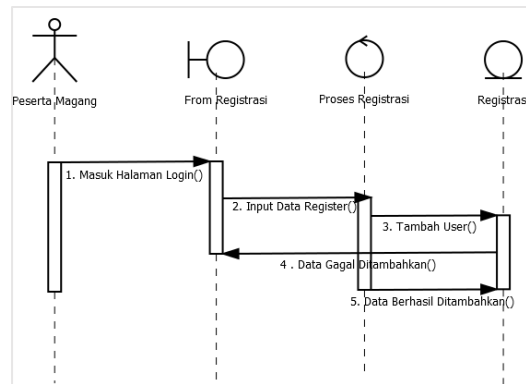 Peserta Magang
From Registrasi
Proses Registrasi
Registrasi
1. Masuk Halaman Login()
2. Input Data Register()
3. Tambah User()
4 . Data Gagal Ditambahkan()
5. Data Berhasil Ditambahkan()